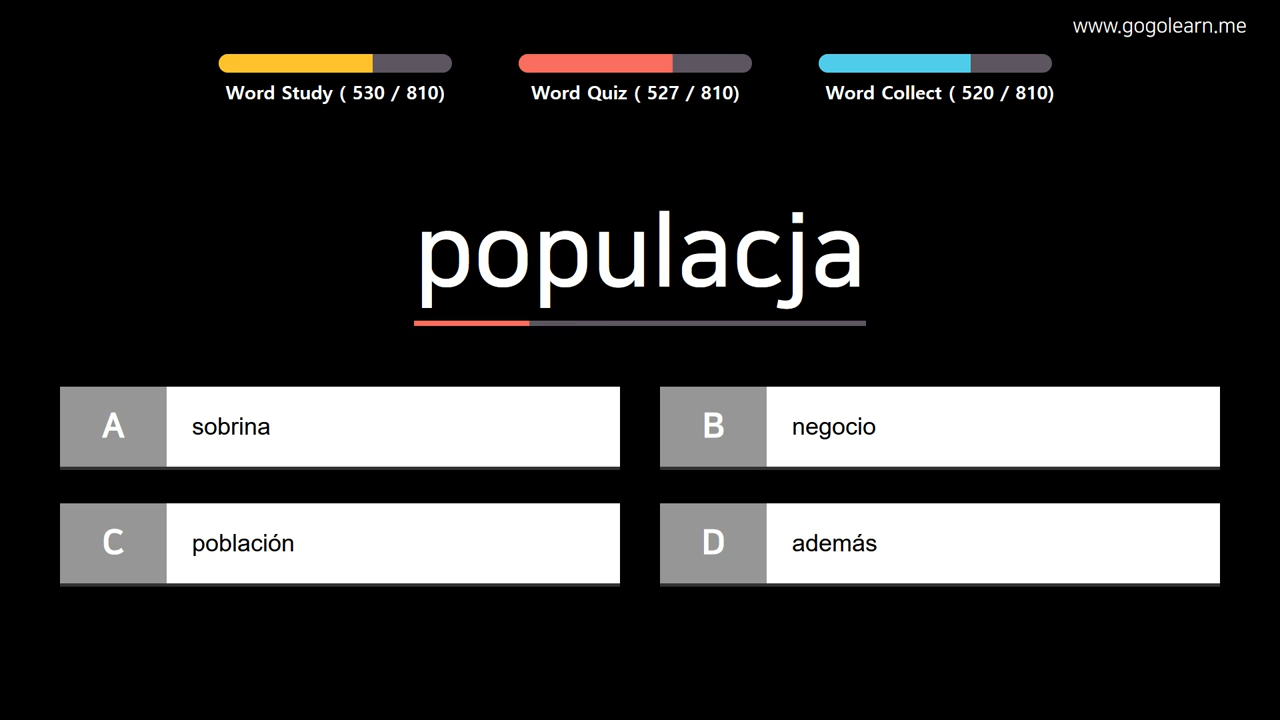 www.gogolearn.me
Word Study ( 530 / 810)
Word Quiz ( 527 / 810)
Word Collect ( 520 / 810)
populacja
A sobrina
B negocio
C población
D además